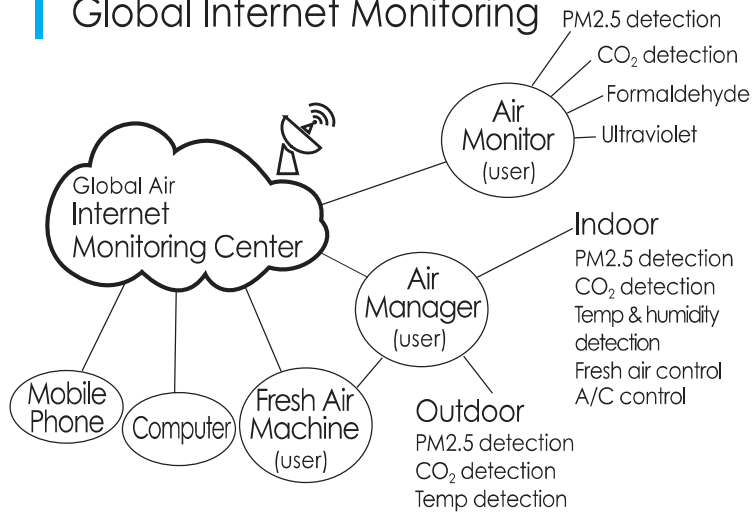 Global Internet Monitoring
PM2.5 detection
CO₂ detection
Formaldehyde
Ultraviolet
Air
Monitor
(user)
Global Air
Internet
Monitoring Center
Air
Manager
(user)
Indoor
PM2.5 detection
CO₂ detection
Temp & humidity
detection
Fresh air control
A/C control
Mobile
Phone
Computer
Fresh Air
Machine
(user)
Outdoor
PM2.5 detection
CO₂ detection
Temp detection